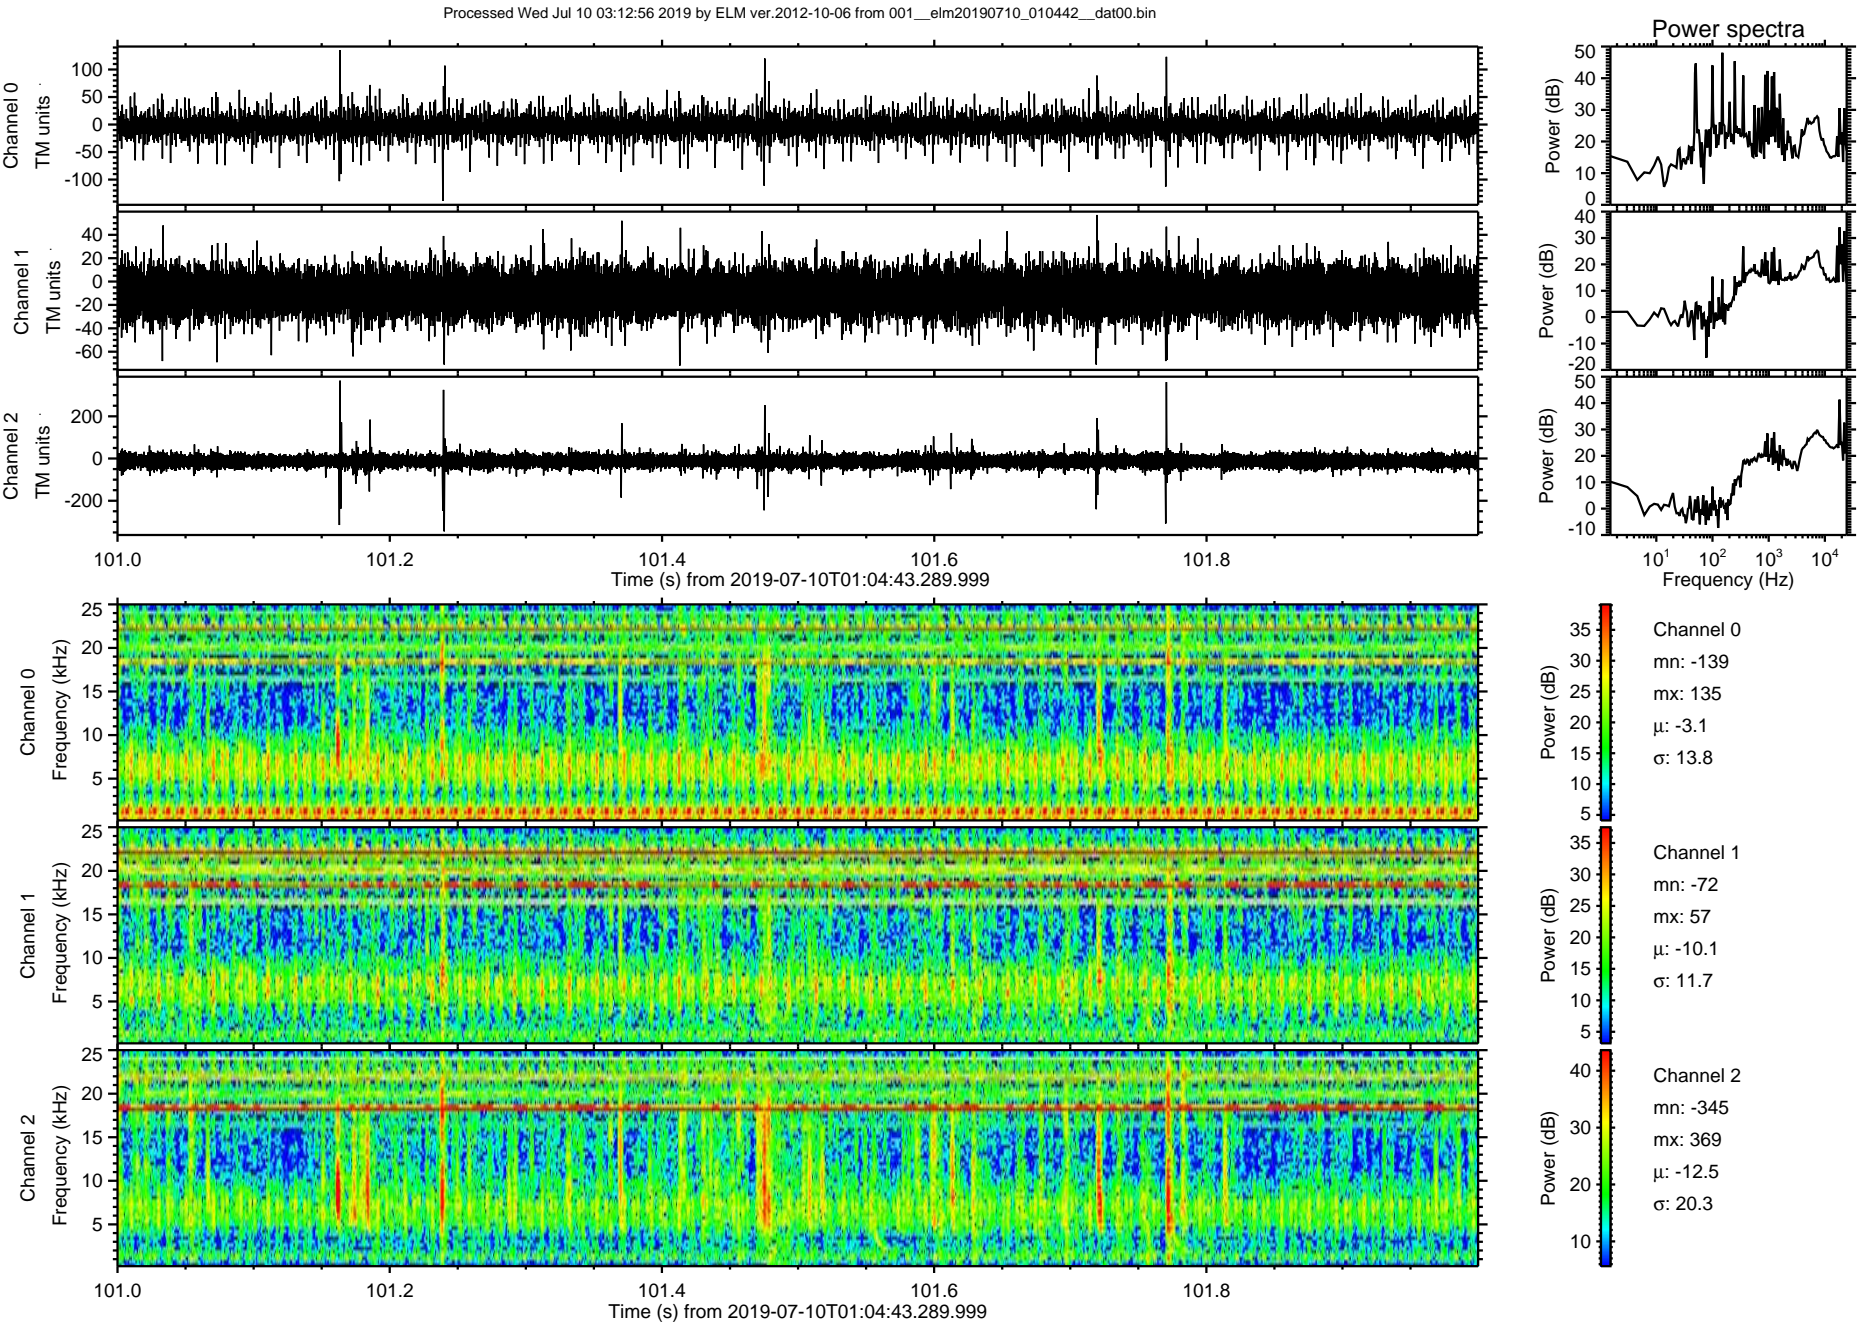 Processed Wed Jul 10 03:12:56 2019 by ELM ver.2012-10-06 from 001__elm20190710_010442__dat00.bin
Power spectra
Channel 0
TM units
100
50
0
-50
-100
Power (dB)
50
40
30
20
10
0
Channel 1
TM units
40
20
0
-20
-40
-60
Power (dB)
40
30
20
10
0
-10
-20
Channel 2
TM units
200
0
-200
Power (dB)
50
40
30
20
10
0
-10
101.0 101.2 101.4 101.6 101.8
Time (s) from 2019-07-10T01:04:43.289.999
10^1 10^2 10^3 10^4
Frequency (Hz)
Channel 0
Frequency (kHz)
25
20
15
10
5
Power (dB)
35
30
25
20
15
10
5
Channel 0
mn: -139
mx: 135
μ: -3.1
σ: 13.8
Channel 1
Frequency (kHz)
25
20
15
10
5
Power (dB)
35
30
25
20
15
10
5
Channel 1
mn: -72
mx: 57
μ: -10.1
σ: 11.7
Channel 2
Frequency (kHz)
25
20
15
10
5
Power (dB)
40
30
20
10
Channel 2
mn: -345
mx: 369
μ: -12.5
σ: 20.3
101.0 101.2 101.4 101.6 101.8
Time (s) from 2019-07-10T01:04:43.289.999